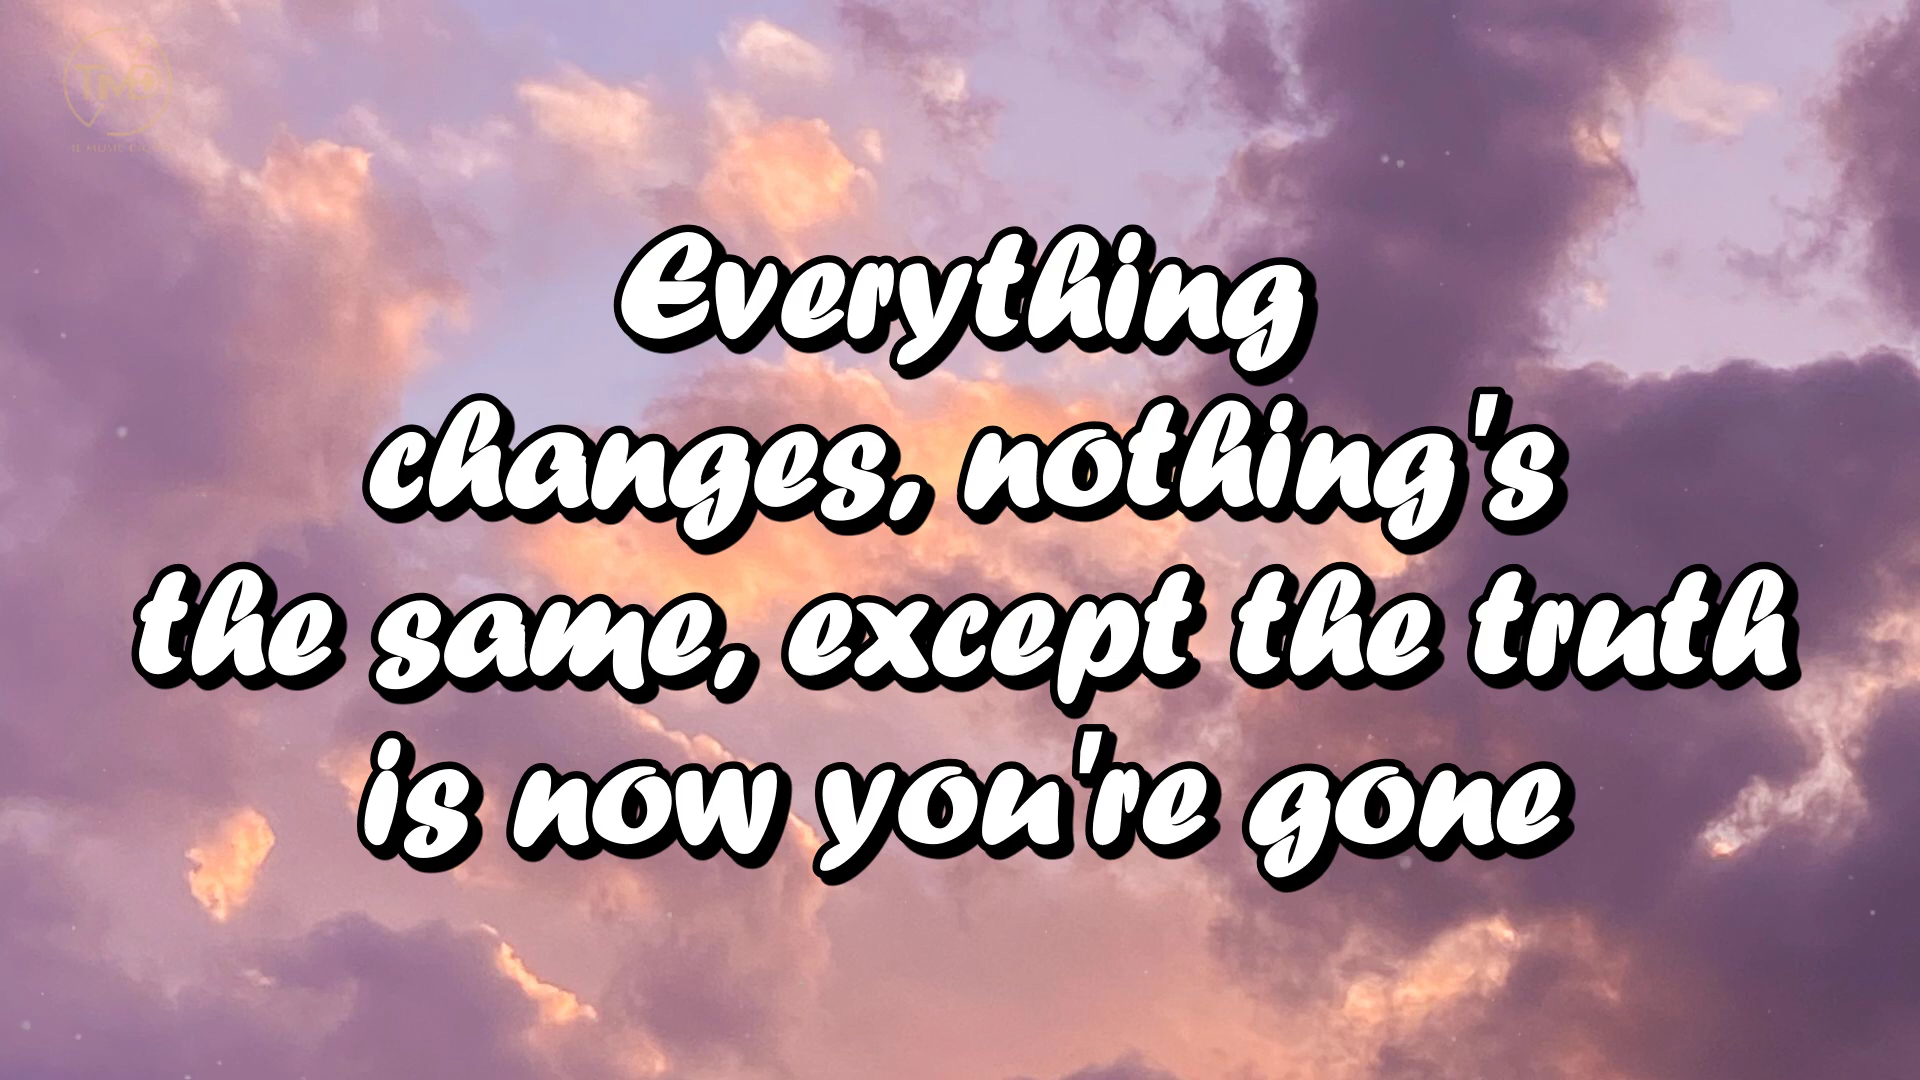 Everything
changes, nothing's
the same, except the truth
is now you're gone